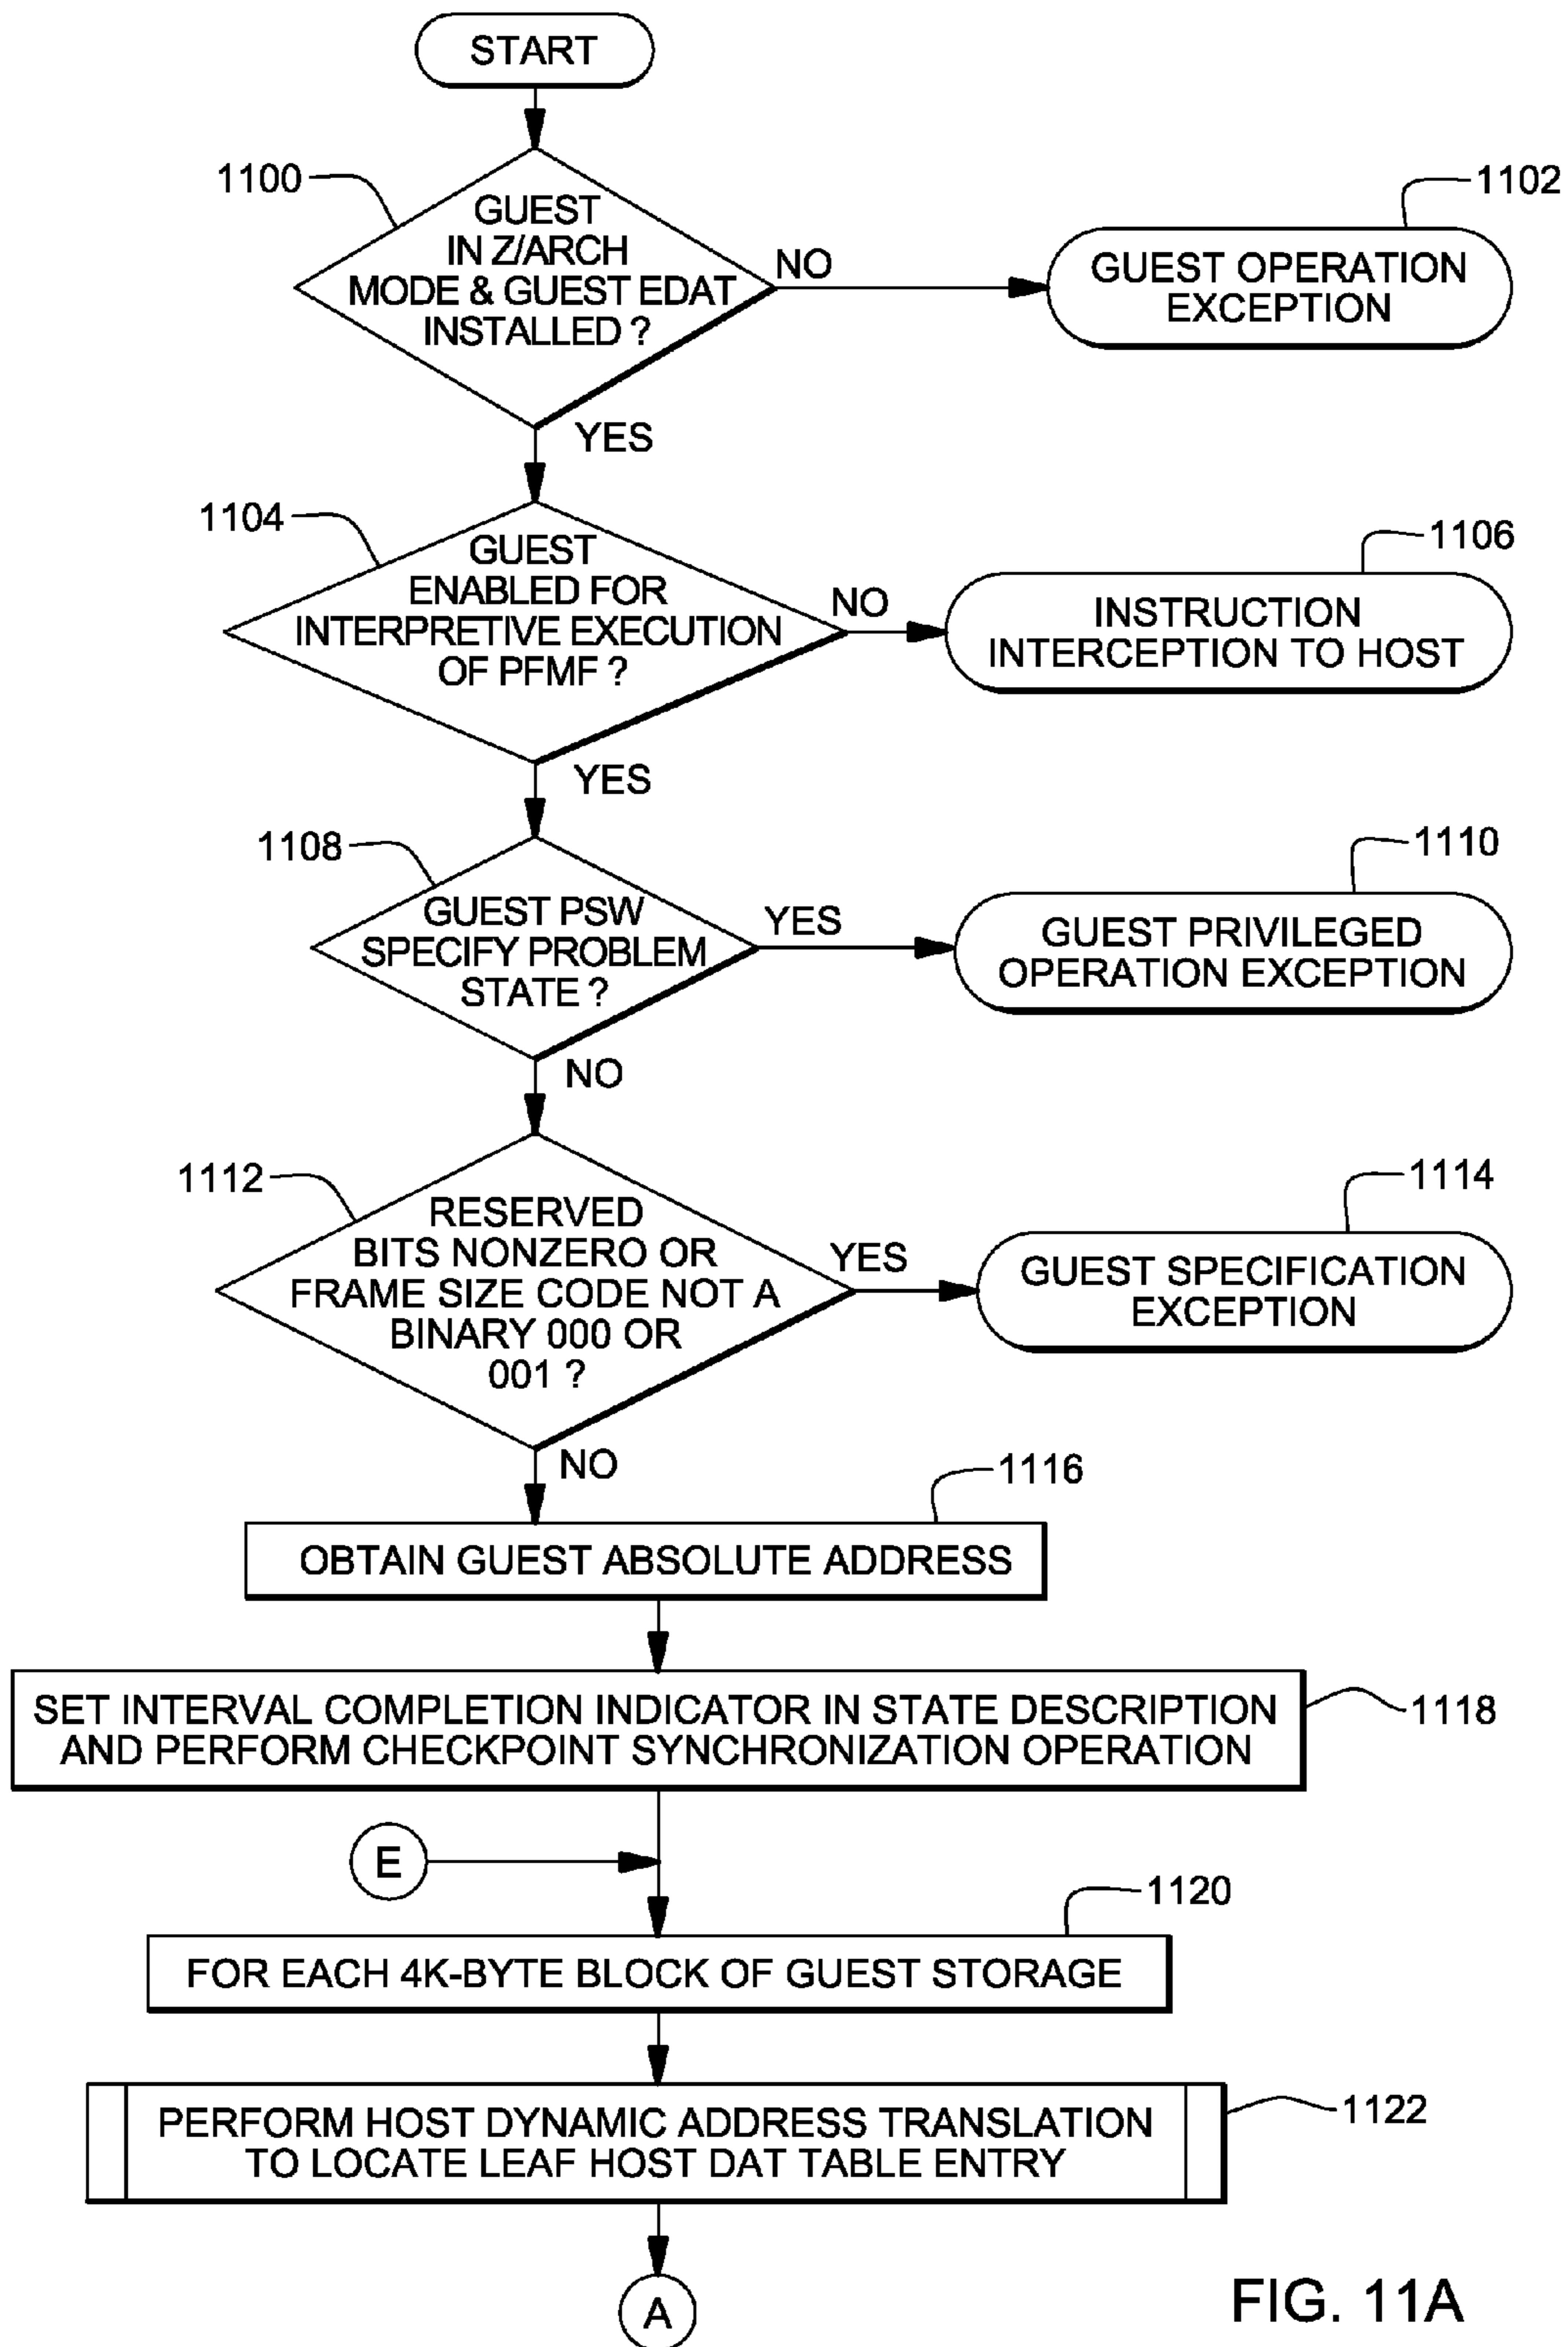 START
1100
GUEST
IN Z/ARCH
MODE & GUEST EDAT
INSTALLED ?
NO
1102
GUEST OPERATION
EXCEPTION
YES
1104
GUEST
ENABLED FOR
INTERPRETIVE EXECUTION
OF PFMF ?
NO
1106
INSTRUCTION
INTERCEPTION TO HOST
YES
1108
GUEST PSW
SPECIFY PROBLEM
STATE ?
YES
1110
GUEST PRIVILEGED
OPERATION EXCEPTION
NO
1112
RESERVED
BITS NONZERO OR
FRAME SIZE CODE NOT A
BINARY 000 OR
001 ?
YES
1114
GUEST SPECIFICATION
EXCEPTION
NO
1116
OBTAIN GUEST ABSOLUTE ADDRESS
SET INTERVAL COMPLETION INDICATOR IN STATE DESCRIPTION
AND PERFORM CHECKPOINT SYNCHRONIZATION OPERATION
1118
E
1120
FOR EACH 4K-BYTE BLOCK OF GUEST STORAGE
PERFORM HOST DYNAMIC ADDRESS TRANSLATION
TO LOCATE LEAF HOST DAT TABLE ENTRY
1122
A
FIG. 11A